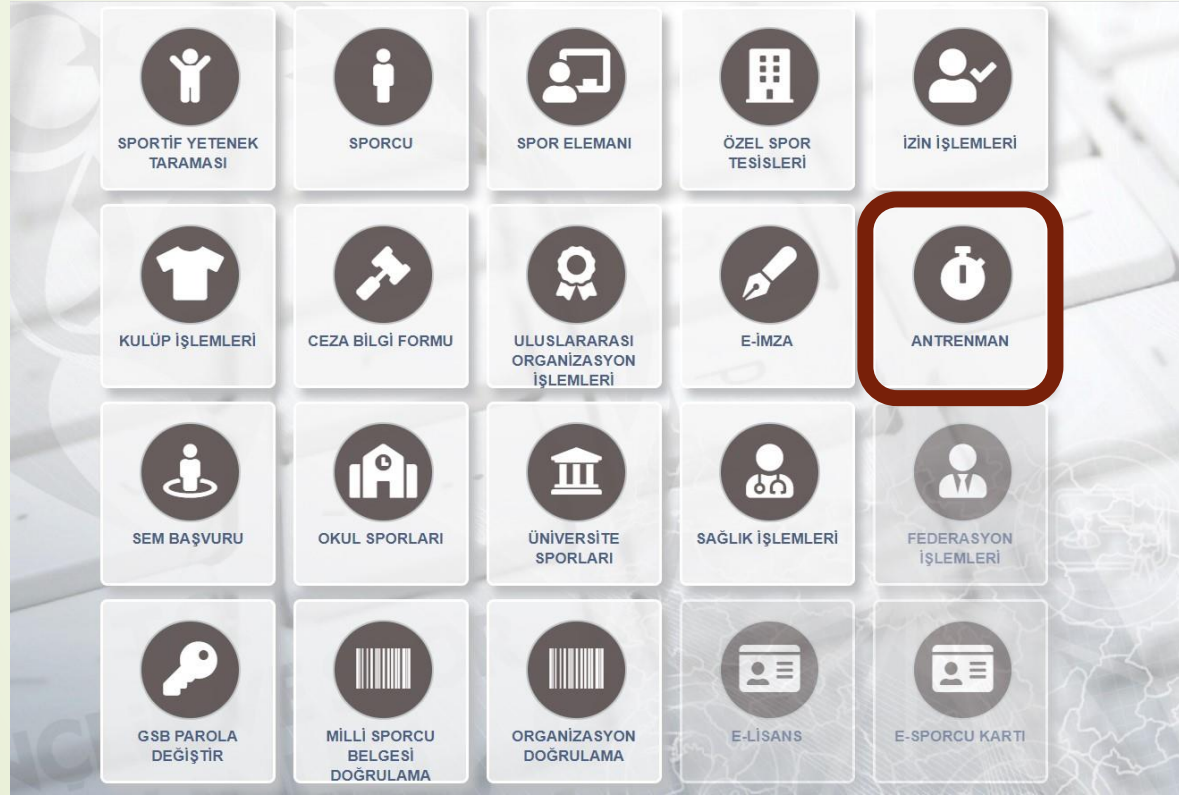 SPORTİF YETENEK
TARAMASI
SPORCU
SPOR ELEMANI
ÖZEL SPOR
TESİSLERİ
İZİN İŞLEMLERİ
KULÜP İŞLEMLERİ
CEZA BİLGİ FORMU
ULUSLARARASI
ORGANİZASYON
İŞLEMLERİ
E-İMZA
ANTRENMAN
SEM BAŞVURU
OKUL SPORLARI
ÜNİVERSİTE
SPORLARI
SAĞLIK İŞLEMLERİ
FEDERASYON
İŞLEMLERİ
GSB PAROLA
DEĞİŞTİR
MİLLİ SPORCU
BELGESİ
DOĞRULAMA
ORGANİZASYON
DOĞRULAMA
E-LİSANS
E-SPORCU KARTI